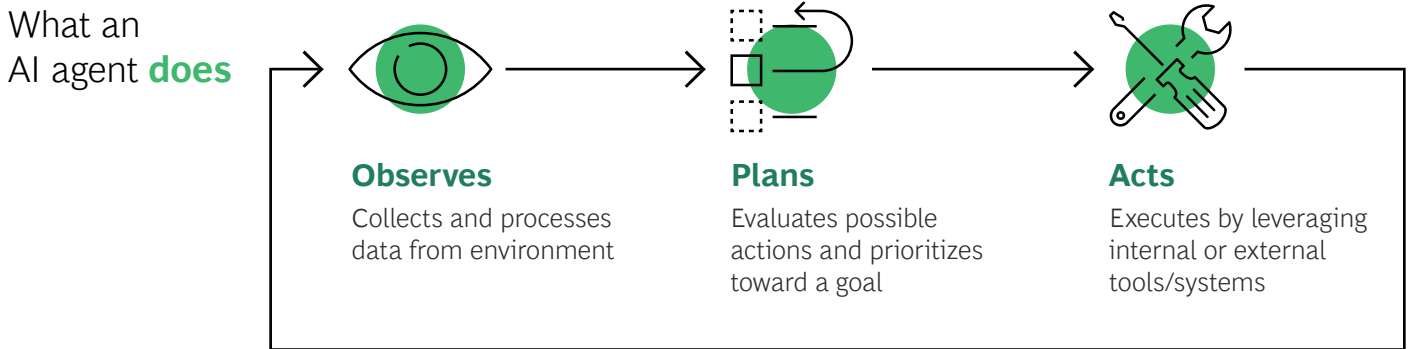 What an
AI agent does
Observes
Collects and processes
data from environment
Plans
Evaluates possible
actions and prioritizes
toward a goal
Acts
Executes by leveraging
internal or external
tools/systems